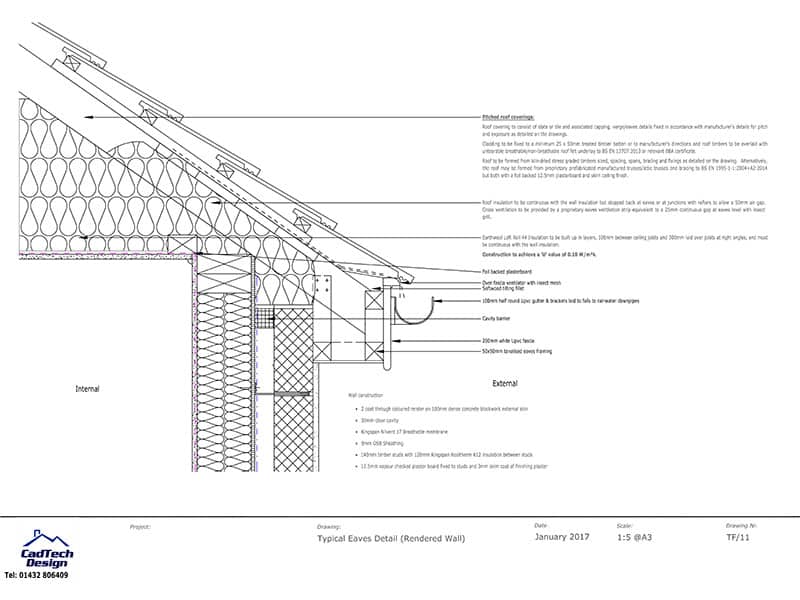 Pitched roof coverings:
Roof covering to consist of slate or tile and associated capping, verge/eaves details fixed in accordance with manufacturer's details for pitch
and exposure as detailed on the drawings.
Cladding to be fixed to a minimum 25 x 50mm treated timber batten or to manufacturer's directions and roof timbers to be overlaid with
untearable breathable/non-breathable roof felt underlay to BS EN 13707:2013 or relevant BBA certificate.
Roof to be formed from kiln dried stress graded timbers sized, spacing, spans, bracing and fixings as detailed on the drawing. Alternatively,
the roof may be formed from proprietary prefabricated manufactured trusses/attic trusses and bracing to BS EN 1995-1-1:2004+A2:2014
but both with a foil backed 12.5mm plasterboard and skim ceiling finish.
Roof insulation to be continuous with the wall insulation but stopped back at eaves or at junctions with rafters to allow a 50mm air gap.
Cross ventilation to be provided by a proprietary eaves ventilation strip equivalent to a 25mm continuous gap at eaves level with insect
grill.
Earthwool Loft Roll 44 insulation to be built up in layers, 100mm between ceiling joists and 300mm laid over joists at right angles, and must
be continuous with the wall insulation.
Construction to achieve a 'U' value of 0.10 W/m²k.
Foil backed plasterboard
Over fascia ventilator with insect mesh
Softwood tilting fillet
100mm half round Upvc gutter & brackets laid to falls to rainwater downpipes
Cavity barrier
200mm white Upvc fascia
50x50mm tanalised eaves framing
Internal
External
Wall construction
• 2 coat through coloured render on 100mm dense concrete blockwork external skin
• 50mm clear cavity
• Kingspan Nilvent 17 Breathable membrane
• 9mm OSB Sheathing
• 140mm timber studs with 120mm Kingspan Kooltherm K12 insulation between studs
• 12.5mm vapour checked plaster board fixed to studs and 3mm skim coat of finishing plaster
Project:
Drawing:
Typical Eaves Detail (Rendered Wall)
Date:
January 2017
Scale:
1:5 @A3
Drawing Nr.
TF/11
CadTech
Design
Tel: 01432 806409